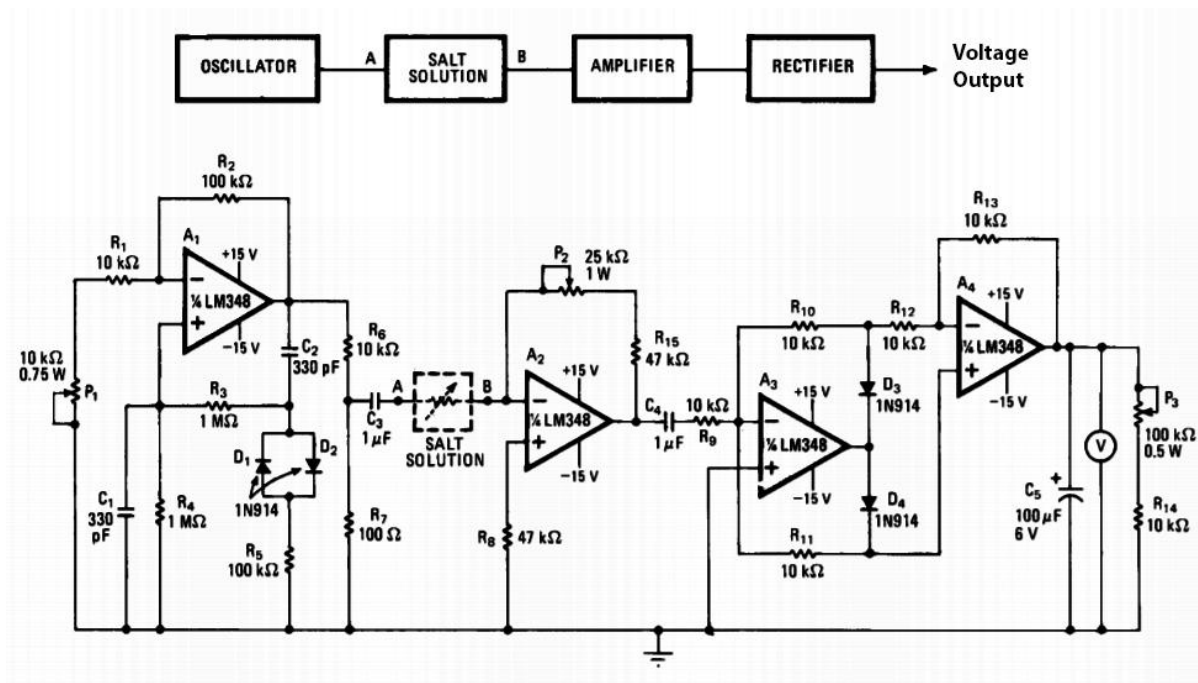 OSCILLATOR
A
SALT
SOLUTION
B
AMPLIFIER
RECTIFIER
Voltage
Output
R2
100 kΩ
R1
10 kΩ
A1
+15 V
−
¼ LM348
+
−15 V
10 kΩ
0.75 W
P1
C2
330 pF
R3
1 MΩ
D1
D2
1N914
C1
330
pF
R4
1 MΩ
R5
100 kΩ
R6
10 kΩ
C3
1 µF
A
B
SALT
SOLUTION
R7
100 Ω
P2
25 kΩ
1 W
R15
47 kΩ
A2
+15 V
−
¼ LM348
+
−15 V
R8
47 kΩ
C4
1 µF
10 kΩ
R9
R10
10 kΩ
A3
+15 V
−
¼ LM348
+
−15 V
R11
10 kΩ
D3
1N914
D4
1N914
R12
10 kΩ
R13
10 kΩ
A4
+15 V
−
¼ LM348
+
−15 V
+
C5
100 µF
6 V
V
P3
100 kΩ
0.5 W
R14
10 kΩ